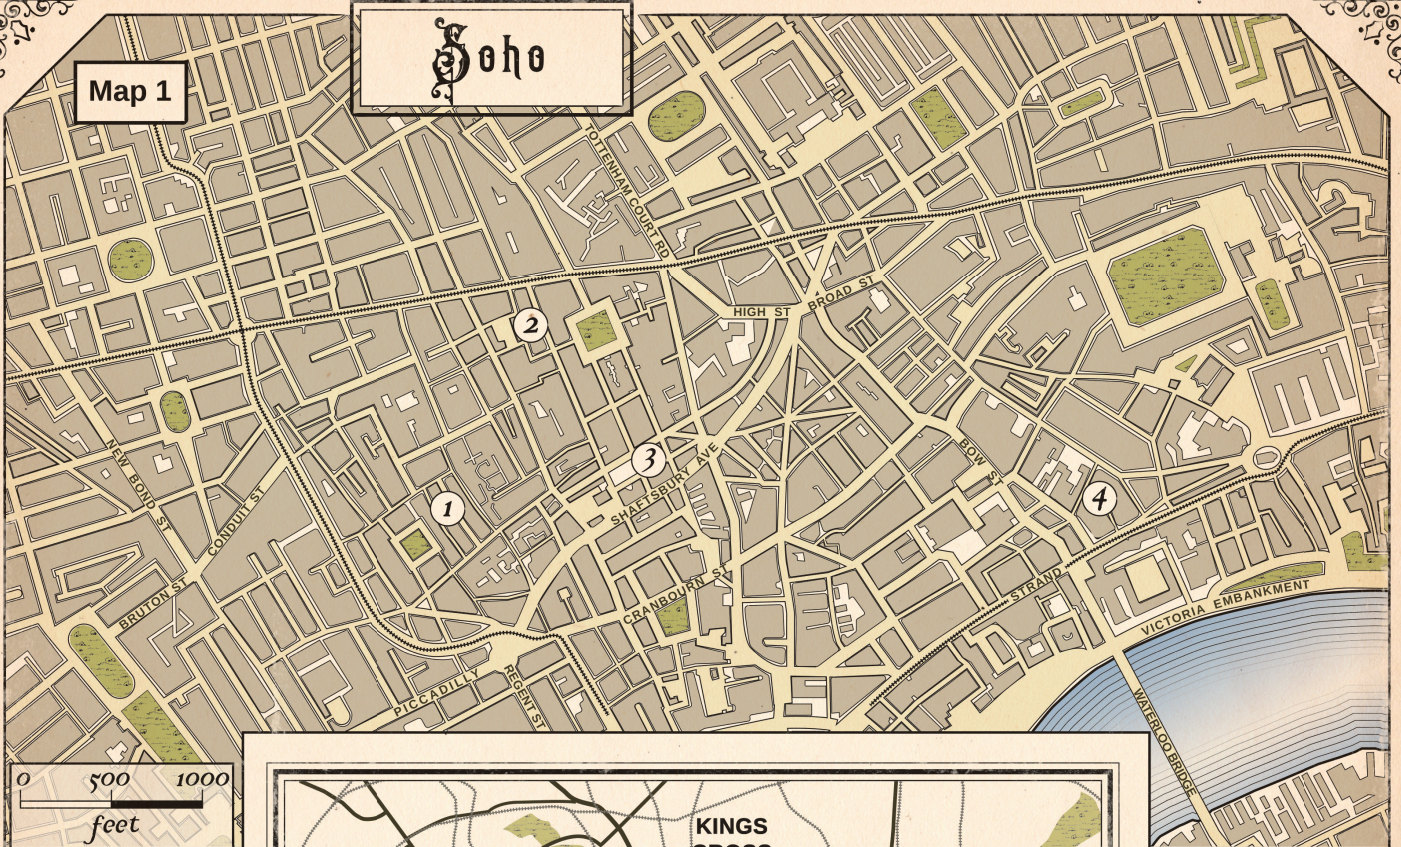 Soho
Map 1
TOTTENHAM COURT RD
HIGH ST
BROAD ST
2
3
SHAFTSBURY AVE
1
4
BOW ST
NEW BOND ST
CONDUIT ST
BRUTON ST
CRANBOURN ST
STRAND
VICTORIA EMBANKMENT
PICCADILLY
REGENT ST
WATERLOO BRIDGE
0 500 1000
feet
KINGS
CROSS